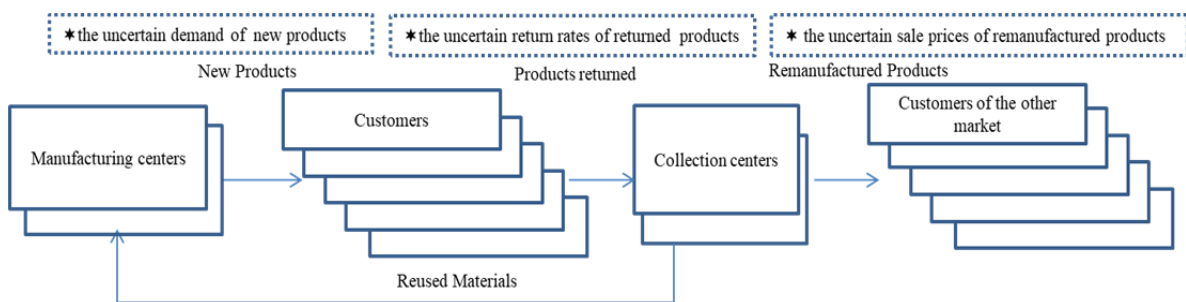 ✶the uncertain demand of new products
✶the uncertain return rates of returned products
✶the uncertain sale prices of remanufactured products
New Products
Products returned
Remanufactured Products
Manufacturing centers
Customers
Collection centers
Customers of the other
market
Reused Materials